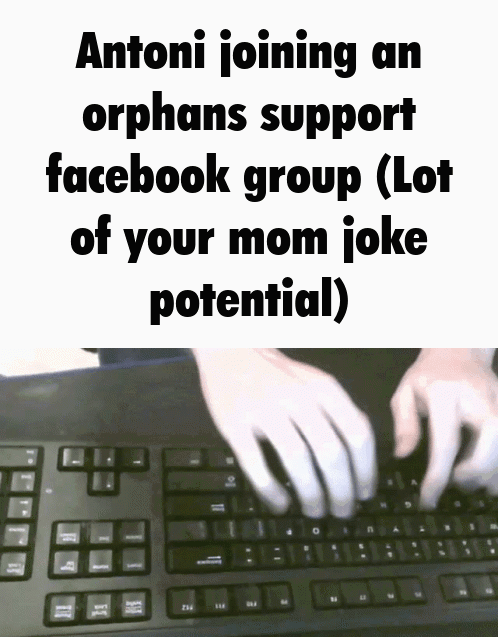 Antoni joining an
orphans support
facebook group (Lot
of your mom joke
potential)